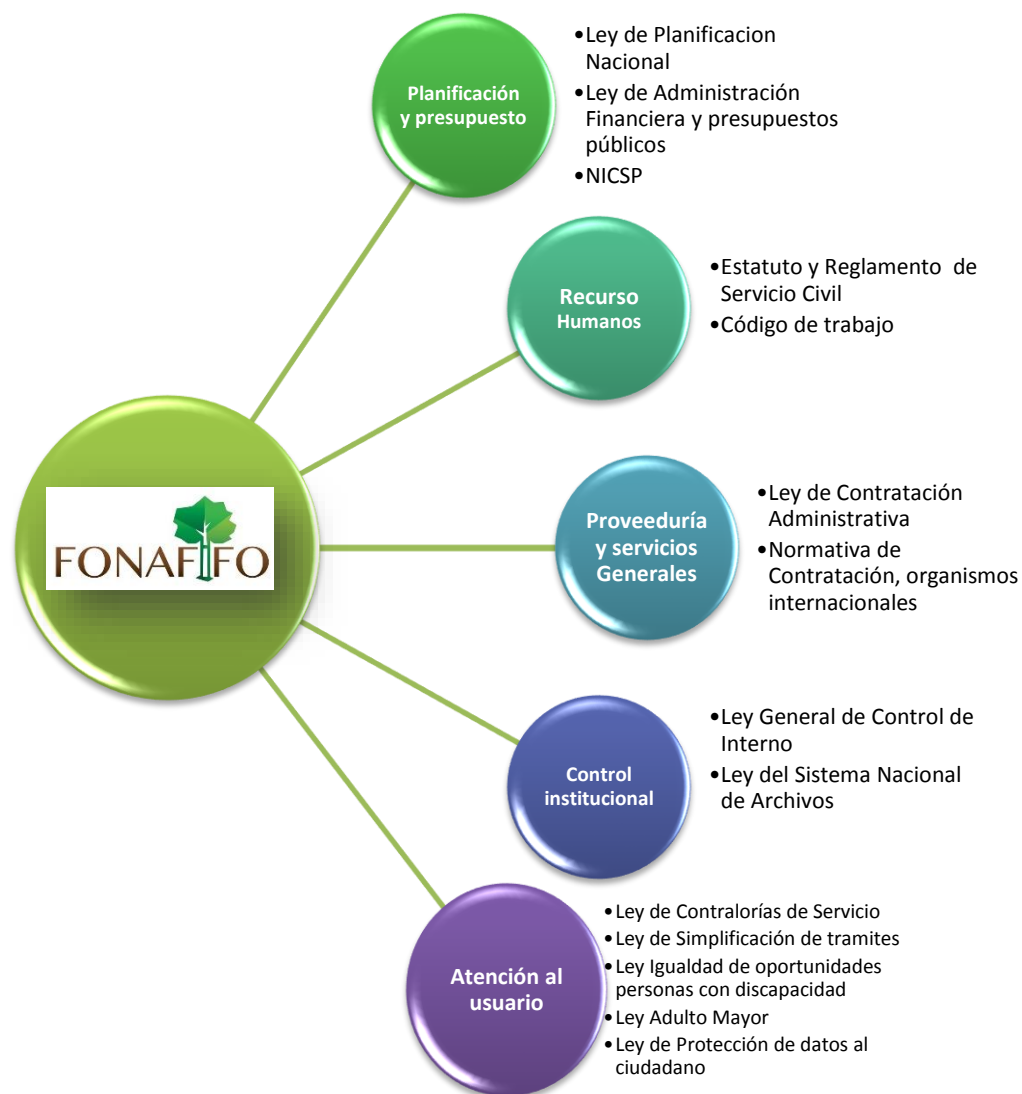 Planificación
y presupuesto
•Ley de Planificacion
Nacional
•Ley de Administración
Financiera y presupuestos
públicos
•NICSP
Recurso
Humanos
•Estatuto y Reglamento de
Servicio Civil
•Código de trabajo
FONAFIFO
Proveeduría
y servicios
Generales
•Ley de Contratación
Administrativa
•Normativa de
Contratación, organismos
internacionales
Control
institucional
•Ley General de Control de
Interno
•Ley del Sistema Nacional
de Archivos
Atención al
usuario
•Ley de Contralorías de Servicio
•Ley de Simplificación de tramites
•Ley Igualdad de oportunidades
personas con discapacidad
•Ley Adulto Mayor
•Ley de Protección de datos al
ciudadano